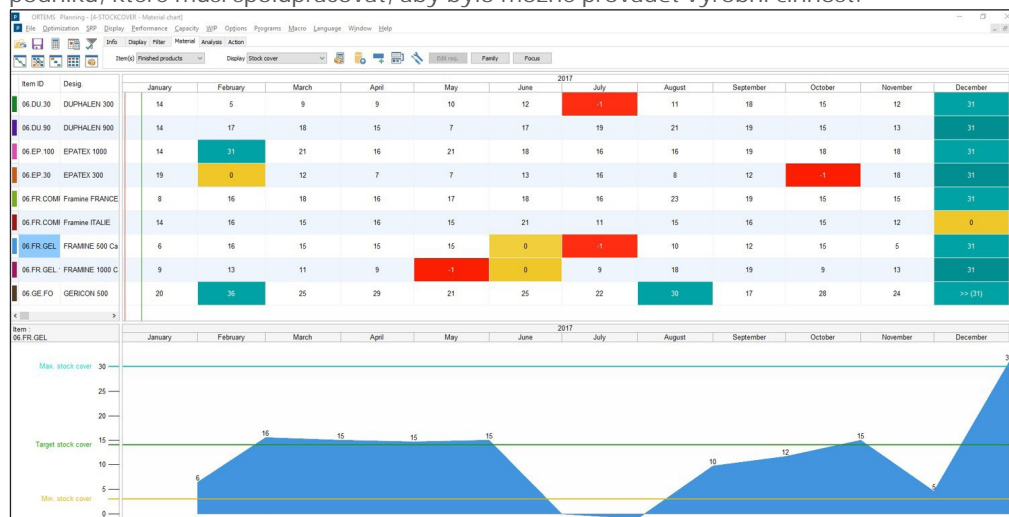 podniku, které musí spolupracovat, aby bylo možno provádět výrobní činnosti
ORTEMS Planning - [4-STOCKCOVER - Material chart]
File Optimization SRP Display Performance Capacity WIP Options Programs Macro Language Window Help
Info Display Filter Material Analysis Action
Item(s) Finished products Display Stock cover Edit req. Family Focus
2017
Item ID Desig. January February March April May June July August September October November December
06.DU.30 DUPHALEN 300 14 5 9 9 10 12 -1 11 18 15 12 31
06.DU.90 DUPHALEN 900 14 17 18 15 7 17 19 21 19 15 13 31
06.EP.100 EPATEX 1000 14 31 21 16 21 18 16 16 19 18 18 31
06.EP.30 EPATEX 300 19 0 12 7 7 13 16 8 12 -1 18 31
06.FR.COMI Framine FRANCE 8 16 18 16 17 18 16 23 19 15 15 31
06.FR.COMI Framine ITALIE 14 16 15 16 15 21 11 15 16 15 12 0
06.FR.GEL FRAMINE 500 Ca 6 16 15 15 15 0 -1 10 12 15 5 31
06.FR.GEL FRAMINE 1000 C 9 13 11 9 -1 0 9 18 19 9 13 31
06.GE.FO GERICON 500 20 36 25 29 21 25 22 30 17 28 24 >> (31)
Item : 2017
06.FR.GEL January February March April May June July August September October November December
Max. stock cover 30
25
20
Target stock cover 15
10
5
Min. stock cover
0
6 16 15 15 15 10 12 15 5 3